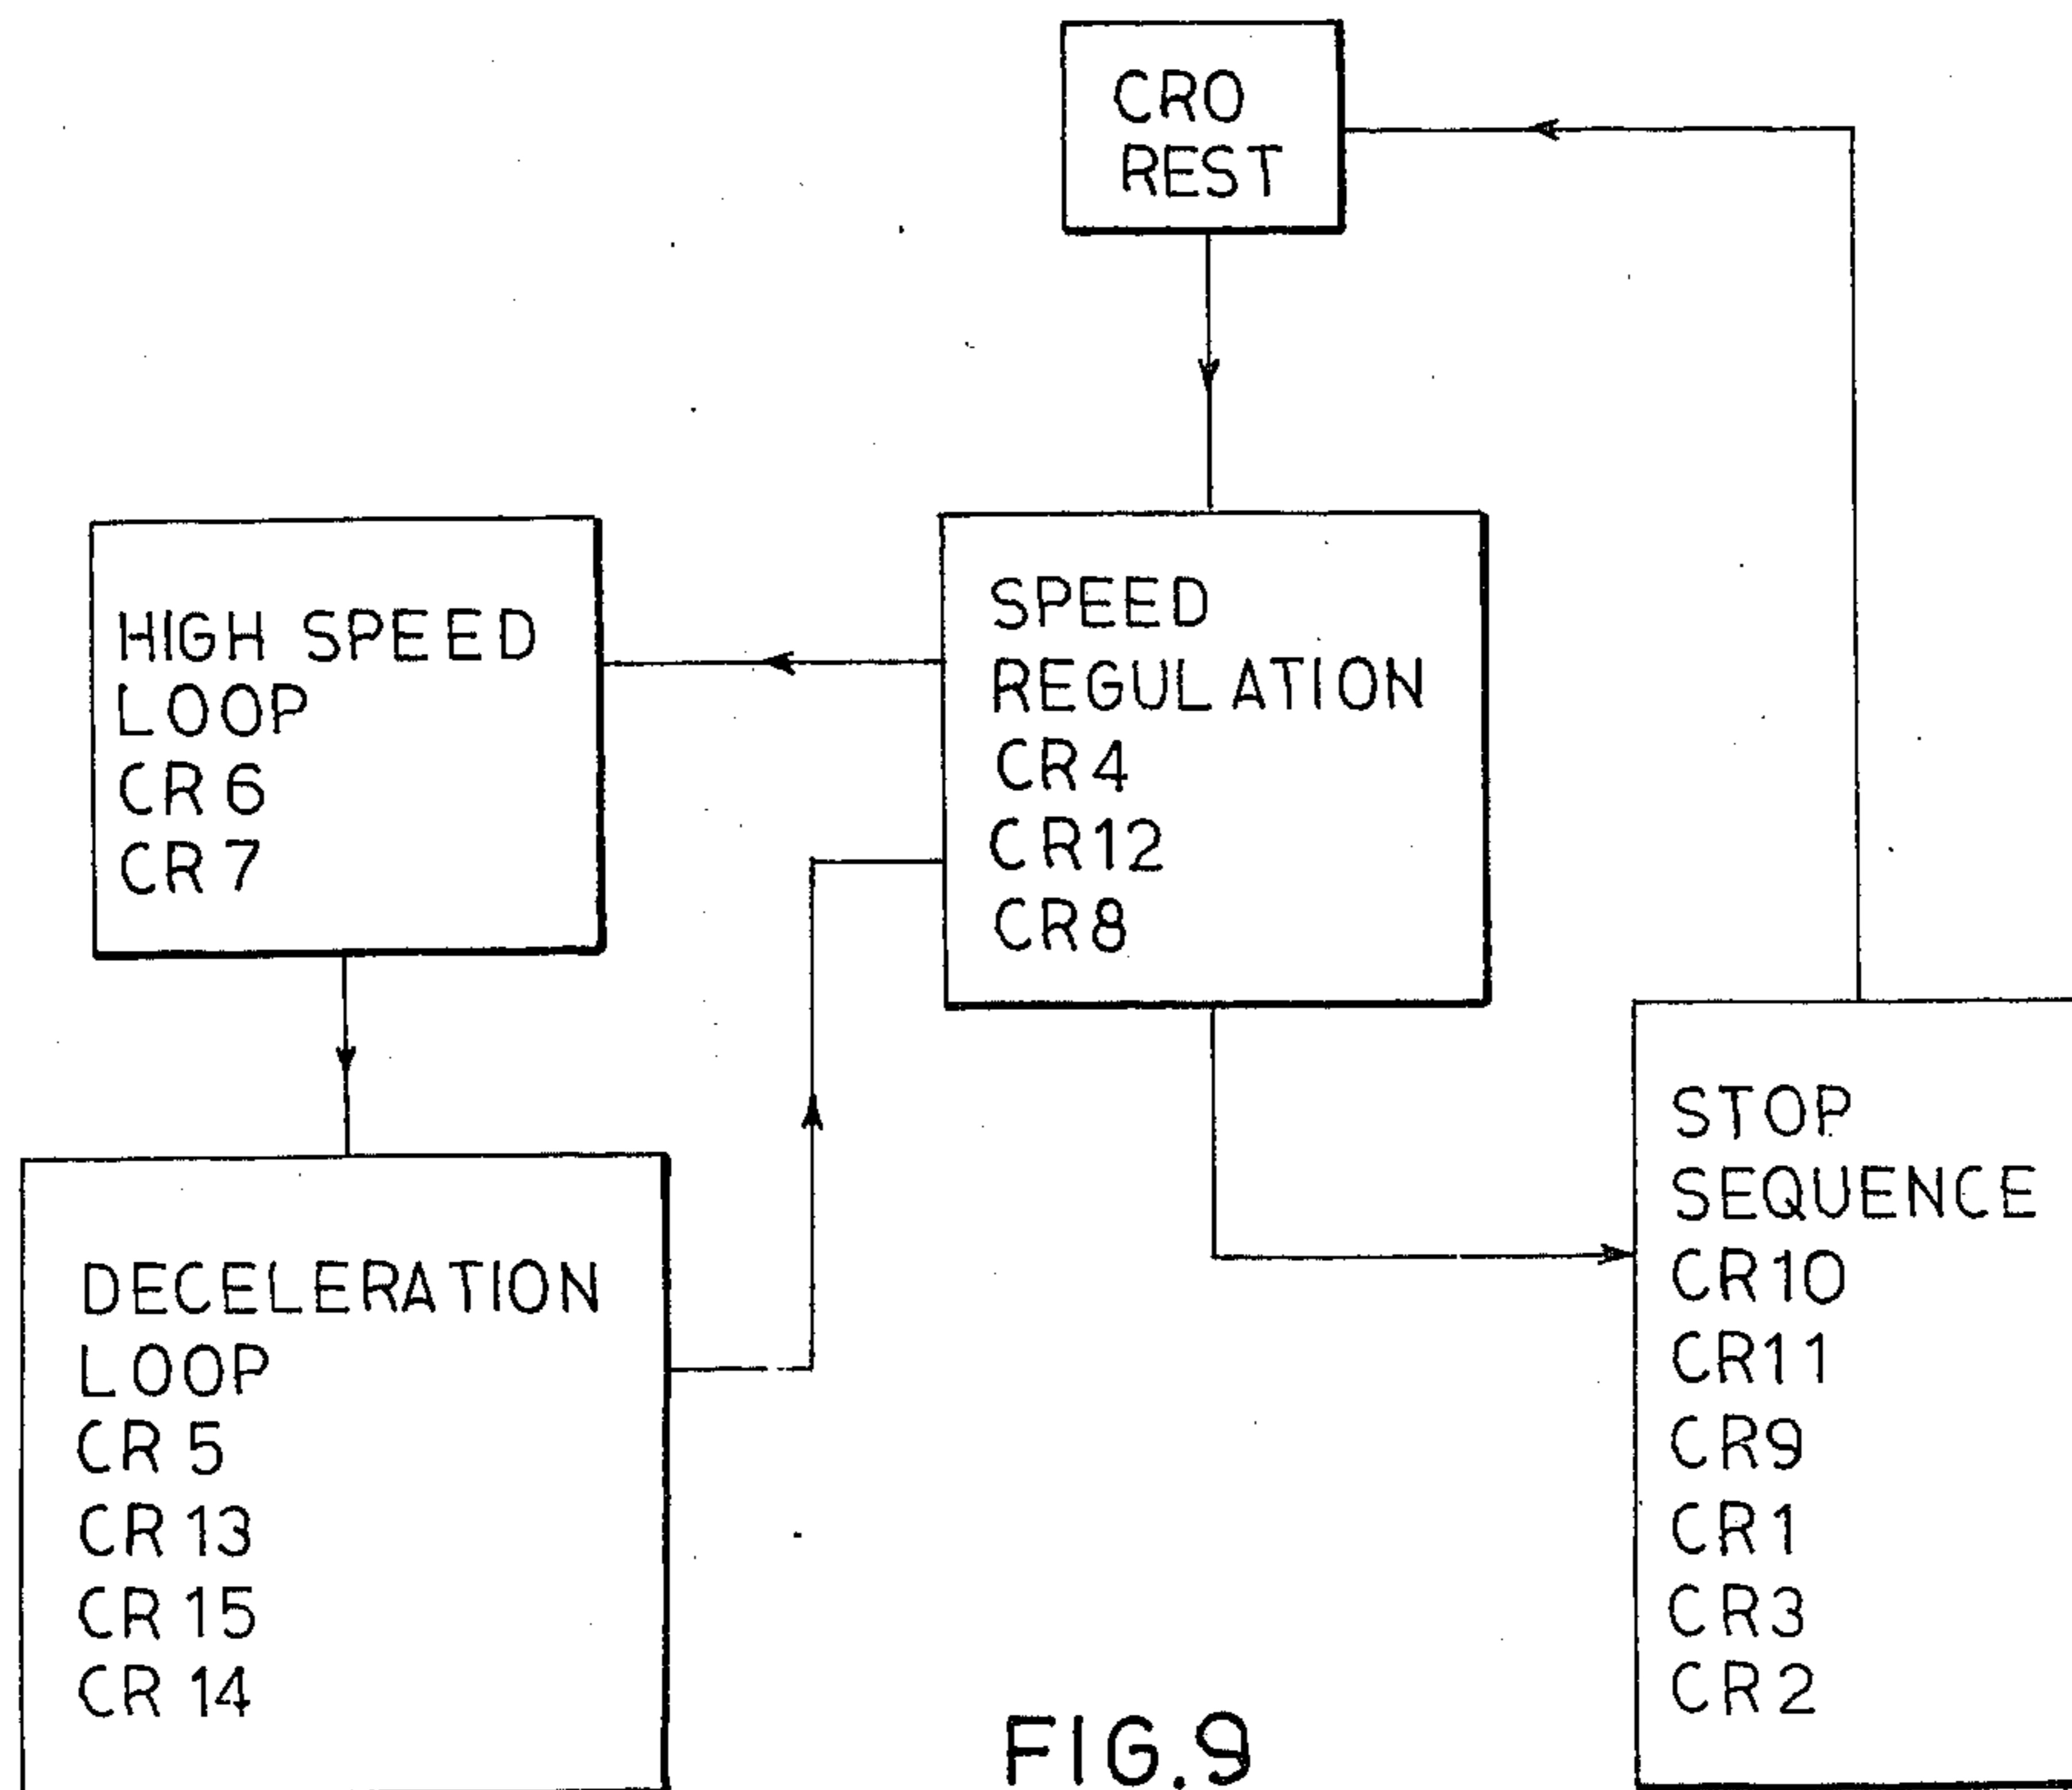 CRO
REST
HIGH SPEED
LOOP
CR6
CR7
SPEED
REGULATION
CR4
CR12
CR8
DECELERATION
LOOP
CR5
CR13
CR15
CR14
STOP
SEQUENCE
CR10
CR11
CR9
CR1
CR3
CR2
FIG.9